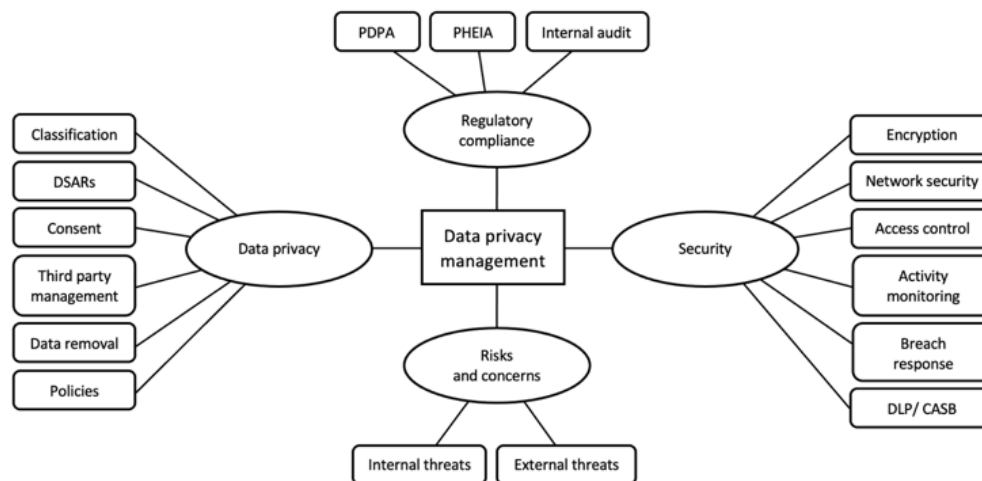 PDPA
PHEIA
Internal audit
Regulatory
compliance
Classification
DSARs
Consent
Third party
management
Data removal
Policies
Data privacy
Data privacy
management
Security
Encryption
Network security
Access control
Activity
monitoring
Breach
response
DLP/ CASB
Risks
and concerns
Internal threats
External threats